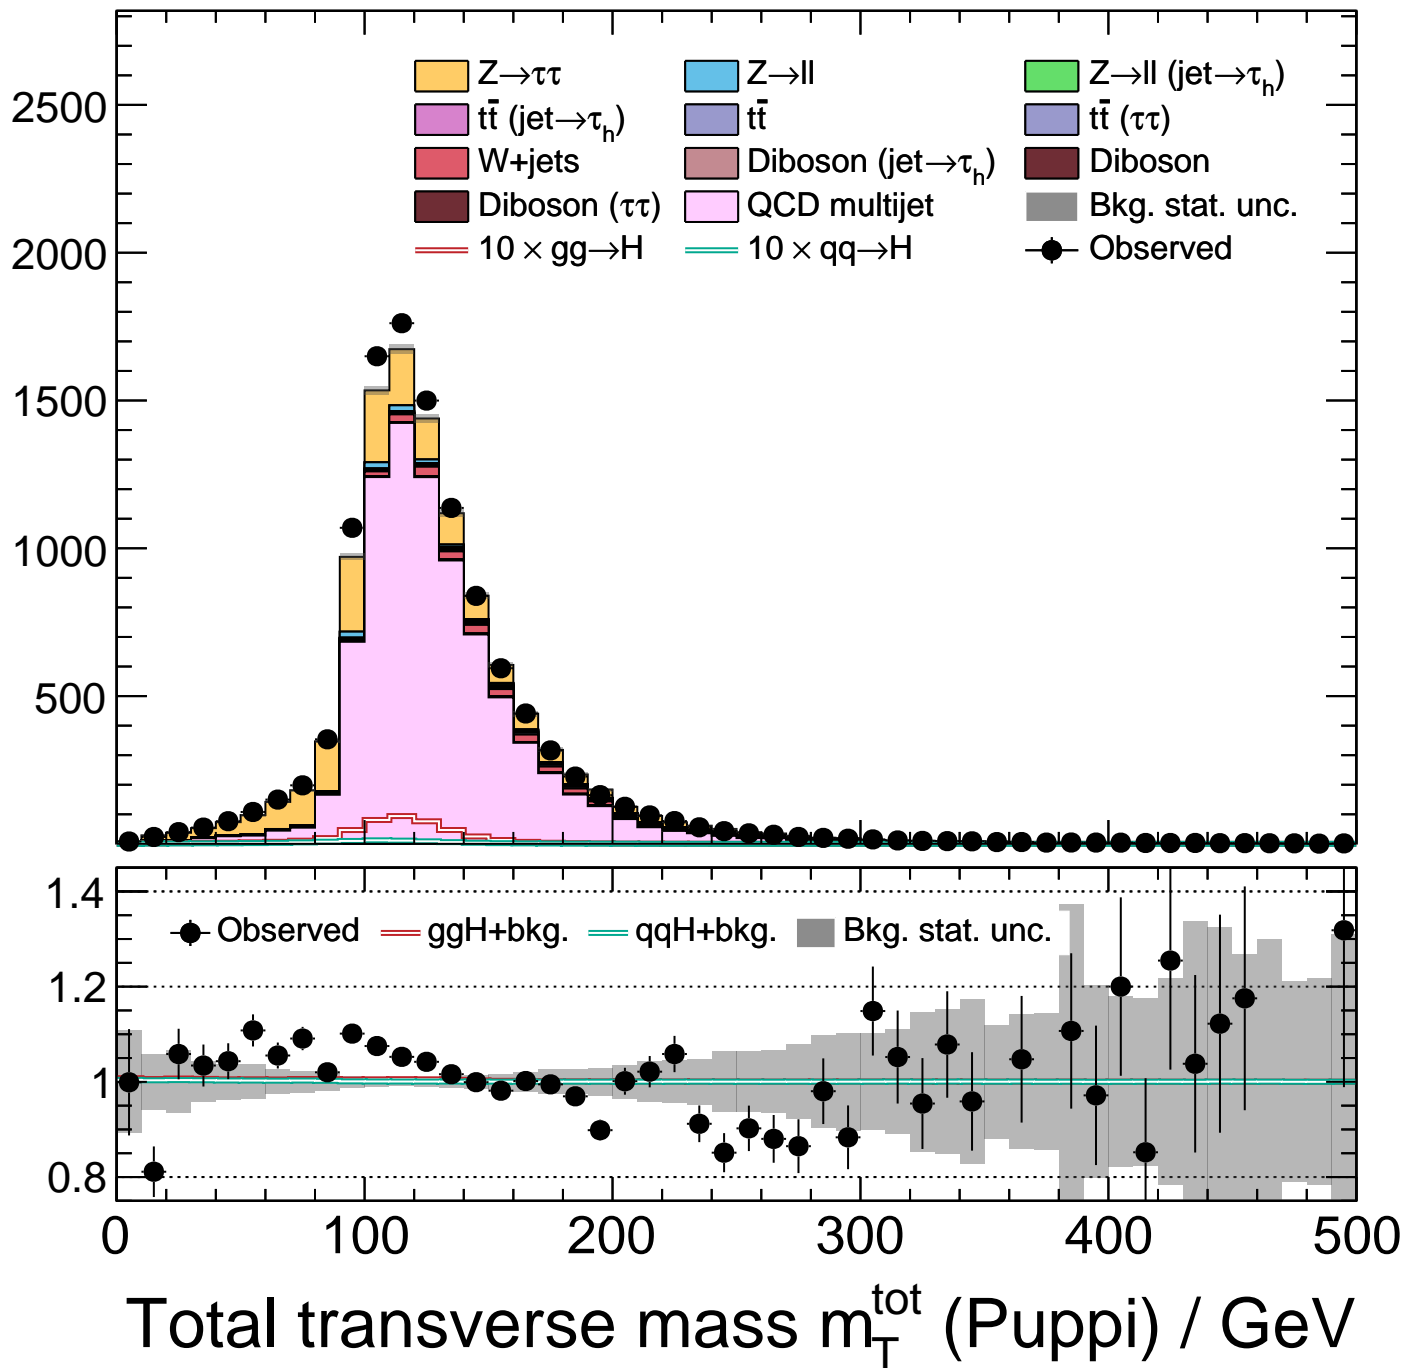 Z→ττ Z→ll Z→ll (jet→τh)
tt̄ (jet→τh) tt̄ tt̄ (ττ)
W+jets Diboson (jet→τh) Diboson
Diboson (ττ) QCD multijet Bkg. stat. unc.
10 × gg→H 10 × qq→H Observed
2500
2000
1500
1000
500
1.4
Observed ggH+bkg. qqH+bkg. Bkg. stat. unc.
1.2
1
0.8
0 100 200 300 400 500
Total transverse mass m_T^tot (Puppi) / GeV